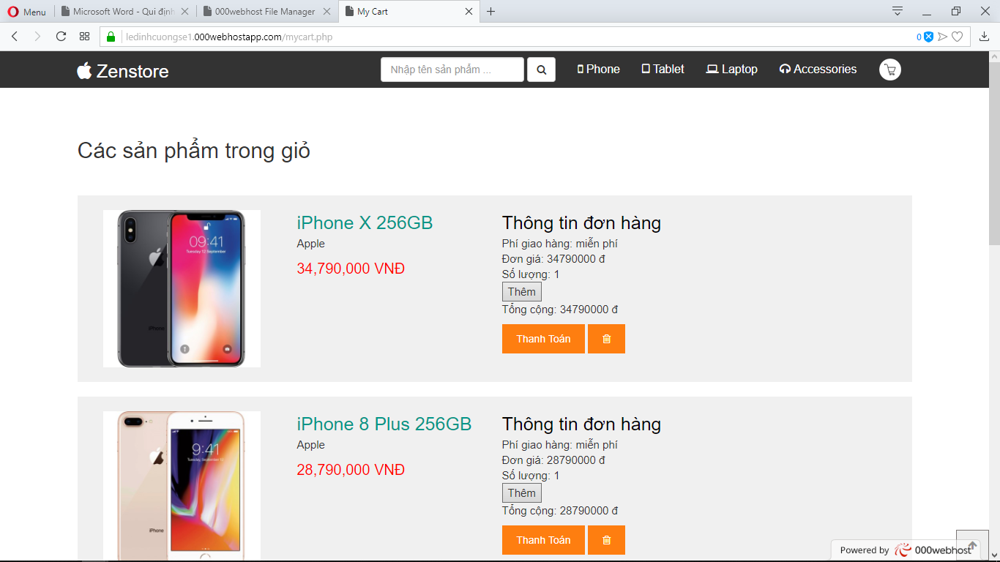 Menu
Microsoft Word - Qui định
000webhost File Manager
My Cart
ledinhcuongse1.000webhostapp.com/mycart.php
0
Zenstore
Nhập tên sản phẩm ...
Phone
Tablet
Laptop
Accessories
Các sản phẩm trong giỏ
09:41
Tuesday, 12 September
iPhone
iPhone X 256GB
Apple
34,790,000 VNĐ
Thông tin đơn hàng
Phí giao hàng: miễn phí
Đơn giá: 34790000 đ
Số lượng: 1
Thêm
Tổng cộng: 34790000 đ
Thanh Toán
9:41
iPhone
iPhone 8 Plus 256GB
Apple
28,790,000 VNĐ
Thông tin đơn hàng
Phí giao hàng: miễn phí
Đơn giá: 28790000 đ
Số lượng: 1
Thêm
Tổng cộng: 28790000 đ
Thanh Toán
Powered by 000webhost